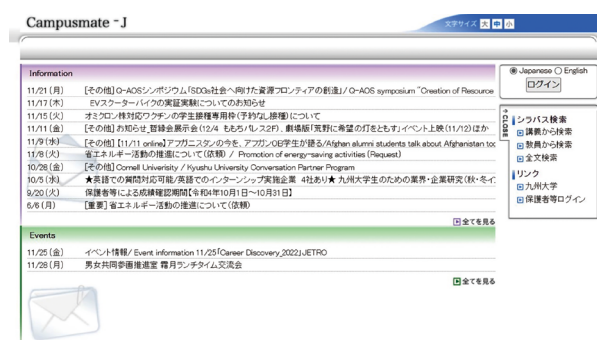 Campusmate-J
文字サイズ 大 中 小
Information
11/21(月) [その他] Q-AOSシンポジウム「SDGs社会へ向けた資源フロンティアの創造」/ Q-AOS symposium "Creation of Resource
11/17(木) EVスクーターバイクの実証実験についてのお知らせ
11/15(火) オミクロン株対応ワクチンの学生接種専用枠(予約なし接種)について
11/11(金) [その他] お知らせ_哲縁会展示会(12/4 ももちパレス2F)、劇場版「荒野に希望の灯をともす」イベント上映(11/12)ほか
11/9(水) [その他] 【11/11 online】アフガニスタンの今を、アフガンOB学生が語る/Afghan alumni students talk about Afghanistan too
11/8(火) 省エネルギー活動の推進について(依頼) / Promotion of energy-saving activities (Request)
10/28(金) [その他] Cornell Univerisity / Kyushu University Conversation Partner Program
10/5(水) ★英語での質問対応可能/英語でのインターンシップ実施企業 4社あり★ 九州大学生のための業界・企業研究(秋・冬イン
9/20(火) 保護者等による成績確認期間【令和4年10月1日~10月31日】
6/6(月) [重要] 省エネルギー活動の推進について(依頼)
全てを見る
Events
11/25(金) イベント情報/ Event information 11/25「Career Discovery_2022」JETRO
11/28(月) 男女共同参画推進室 霜月ランチタイム交流会
全てを見る
Japanese English
ログイン
CLOSE
シラバス検索
講義から検索
教員から検索
全文検索
リンク
九州大学
保護者等ログイン